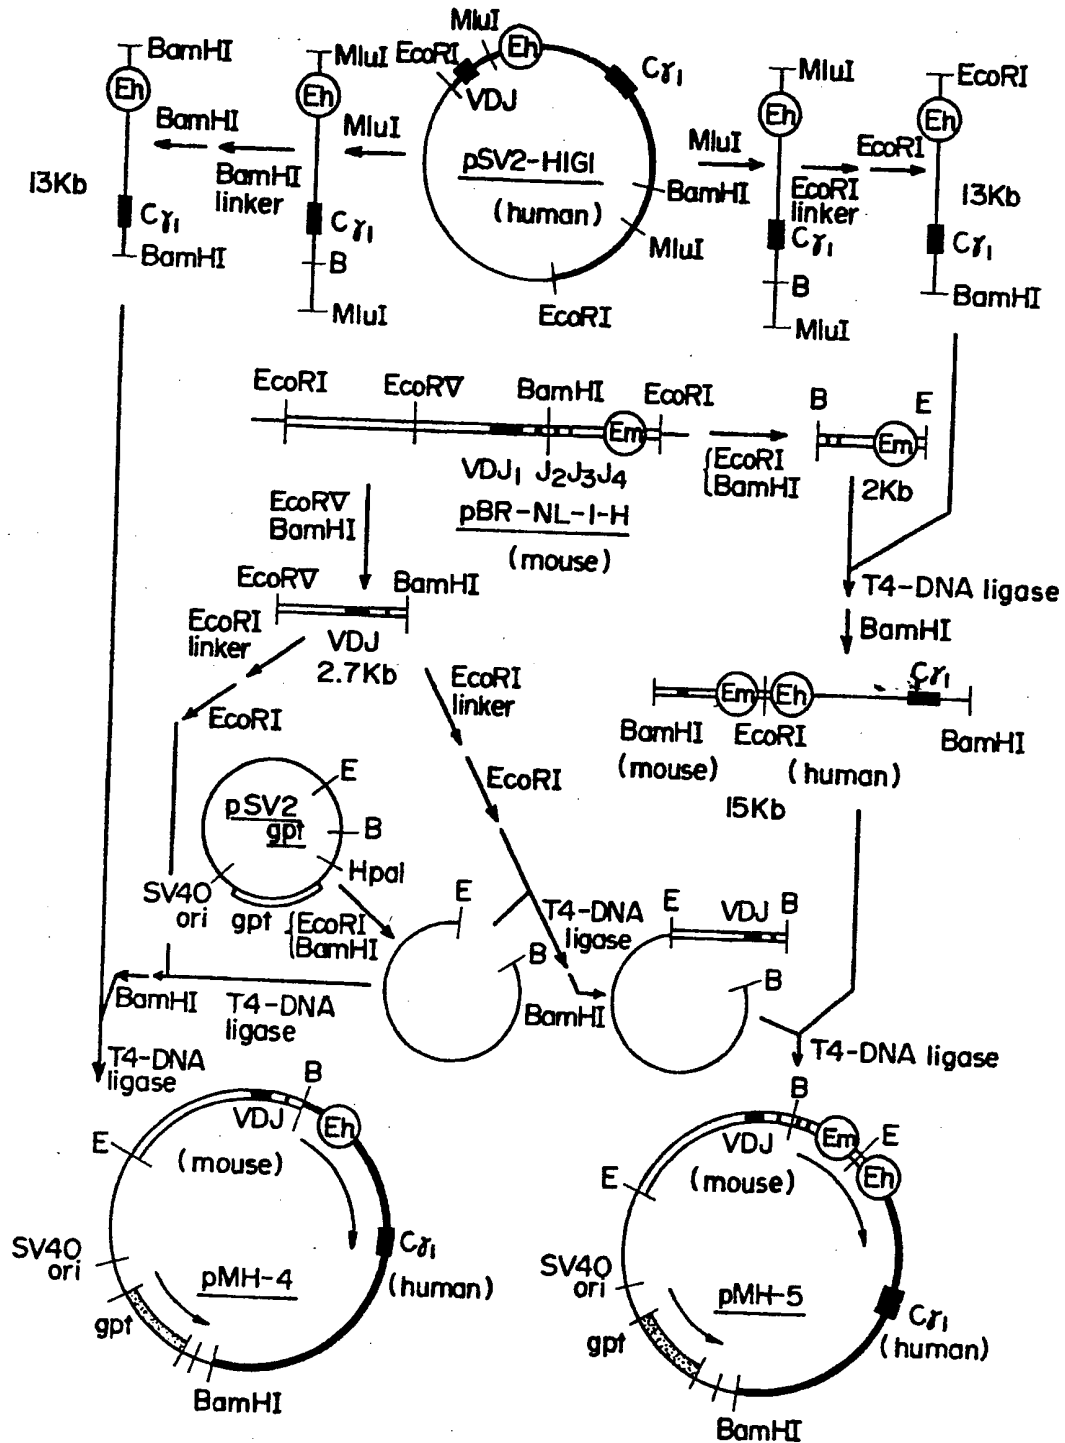 MluI
BamHI
MluI
EcoRI
Eh
Cγ1
MluI
EcoRI
Eh
Eh
VDJ
Eh
Eh
BamHI
MluI
MluI
EcoRI
pSV2-HIGI
BamHI
linker
(human)
BamHI
EcoRI
linker
13Kb
13Kb
Cγ1
Cγ1
MluI
Cγ1
Cγ1
BamHI
B
B
BamHI
MluI
EcoRI
MluI
EcoRI
EcoRV
BamHI
EcoRI
B
E
Em
Em
VDJ1 J2J3J4
EcoRI
BamHI
2Kb
EcoRV
BamHI
pBR-NL-I-H
(mouse)
EcoRV
BamHI
T4-DNA ligase
EcoRI
linker
VDJ
2.7Kb
BamHI
EcoRI
linker
Cγ1
EcoRI
Em
Eh
BamHI
EcoRI
BamHI
(mouse)
(human)
E
EcoRI
pSV2
gpt
B
15Kb
HpaI
SV40
ori
gpt
EcoRI
BamHI
E
T4-DNA
ligase
E
VDJ
B
B
B
BamHI
T4-DNA
ligase
BamHI
T4-DNA
ligase
T4-DNA ligase
B
B
VDJ
Eh
VDJ
Em
E
E
(mouse)
E
(mouse)
Eh
SV40
ori
Cγ1
SV40
ori
pMH-4
(human)
pMH-5
Cγ1
gpt
gpt
(human)
BamHI
BamHI